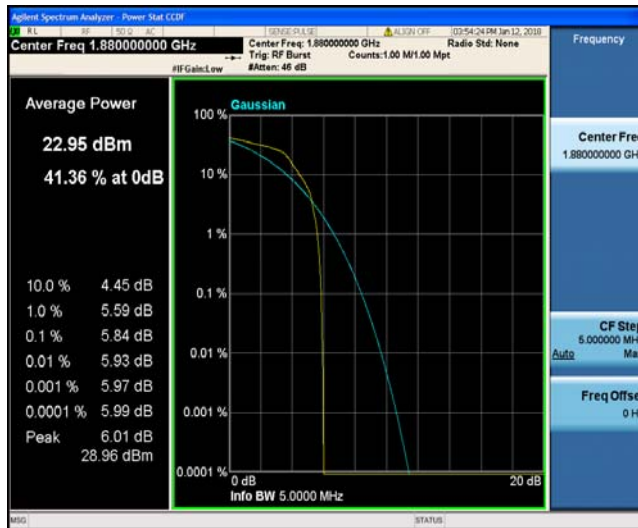 Agilent Spectrum Analyzer - Power Stat CCDF
RL RF 50 Ω AC SENSE:PULSE ALIGN OFF 03:54:24 PM Jan 12, 2018
Center Freq 1.880000000 GHz
Center Freq: 1.880000000 GHz Radio Std: None
Trig: RF Burst Counts:1.00 M/1.00 Mpt
#IFGain:Low #Atten: 46 dB
Frequency
Average Power
22.95 dBm
41.36 % at 0dB
10.0 % 4.45 dB
1.0 % 5.59 dB
0.1 % 5.84 dB
0.01 % 5.93 dB
0.001 % 5.97 dB
0.0001 % 5.99 dB
Peak 6.01 dB
28.96 dBm
Gaussian
100 %
10 %
1 %
0.1 %
0.01 %
0.001 %
0.0001 %
0 dB 20 dB
Info BW 5.0000 MHz
Center Fre
1.880000000 GH
CF Ste
5.000000 MH
Auto Ma
Freq Offse
0 H
MSG STATUS